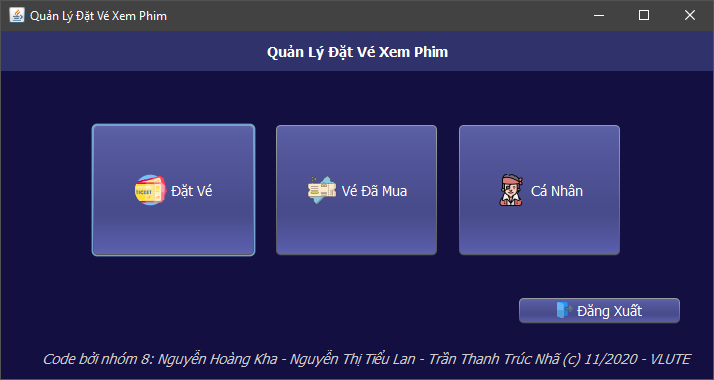 Quản Lý Đặt Vé Xem Phim
Quản Lý Đặt Vé Xem Phim
TICKET Đặt Vé
Vé Đã Mua
Cá Nhân
Đăng Xuất
Code bởi nhóm 8: Nguyễn Hoàng Kha - Nguyễn Thị Tiểu Lan - Trần Thanh Trúc Nhã (c) 11/2020 - VLUTE